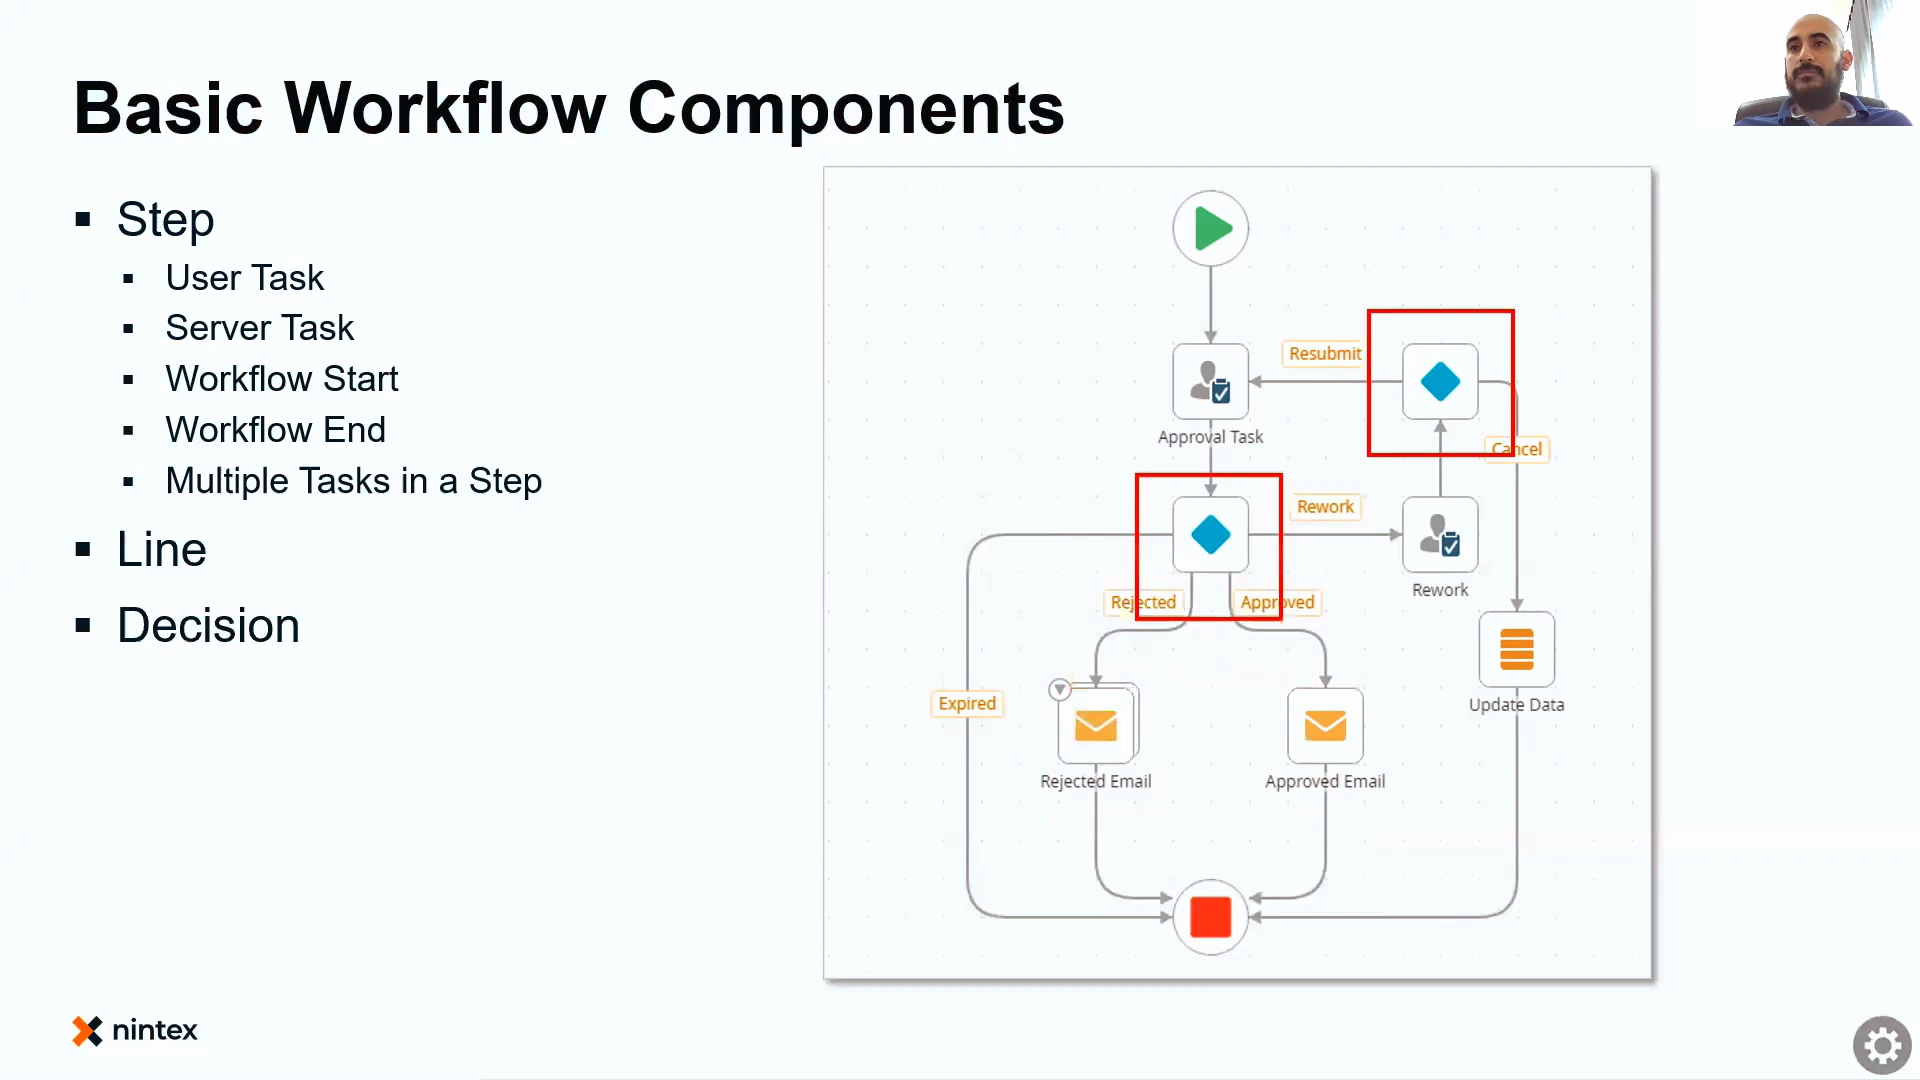 Basic Workflow Components
Step
User Task
Server Task
Workflow Start
Workflow End
Multiple Tasks in a Step
Line
Decision
Resubmit
Approval Task
Cancel
Rework
Rework
Rejected
Approved
Expired
Update Data
Rejected Email
Approved Email
nintex